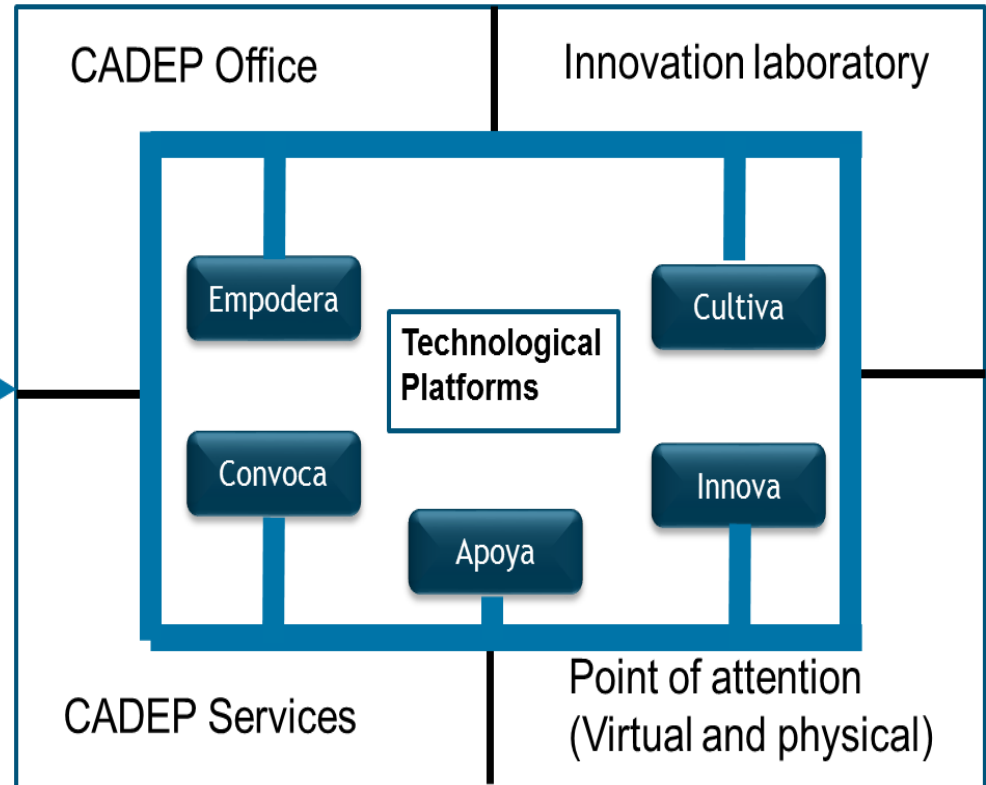 CADEP Office
Innovation laboratory
Empodera
Cultiva
Technological
Platforms
Convoca
Innova
Apoya
CADEP Services
Point of attention
(Virtual and physical)